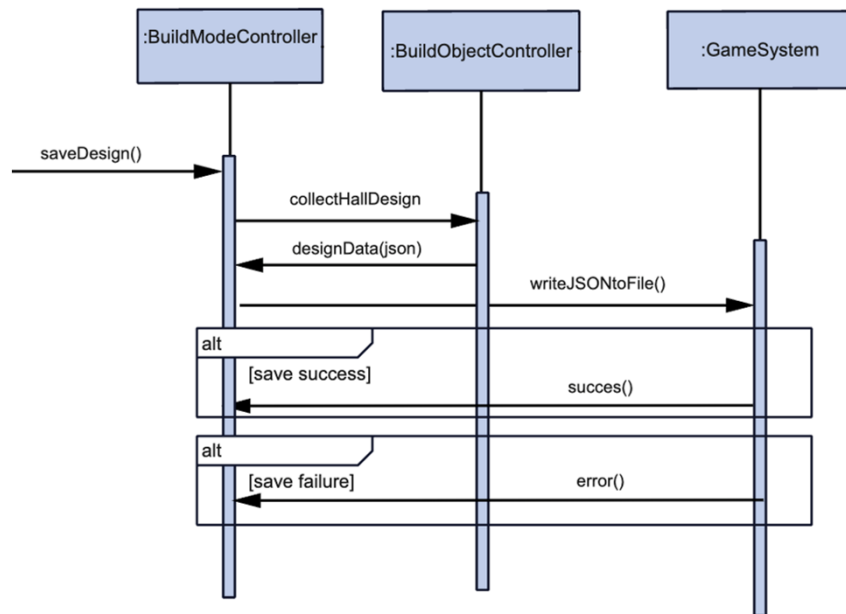 :BuildModeController
:BuildObjectController
:GameSystem
saveDesign()
collectHallDesign
designData(json)
writeJSONtoFile()
alt
[save success]
succes()
alt
[save failure]
error()